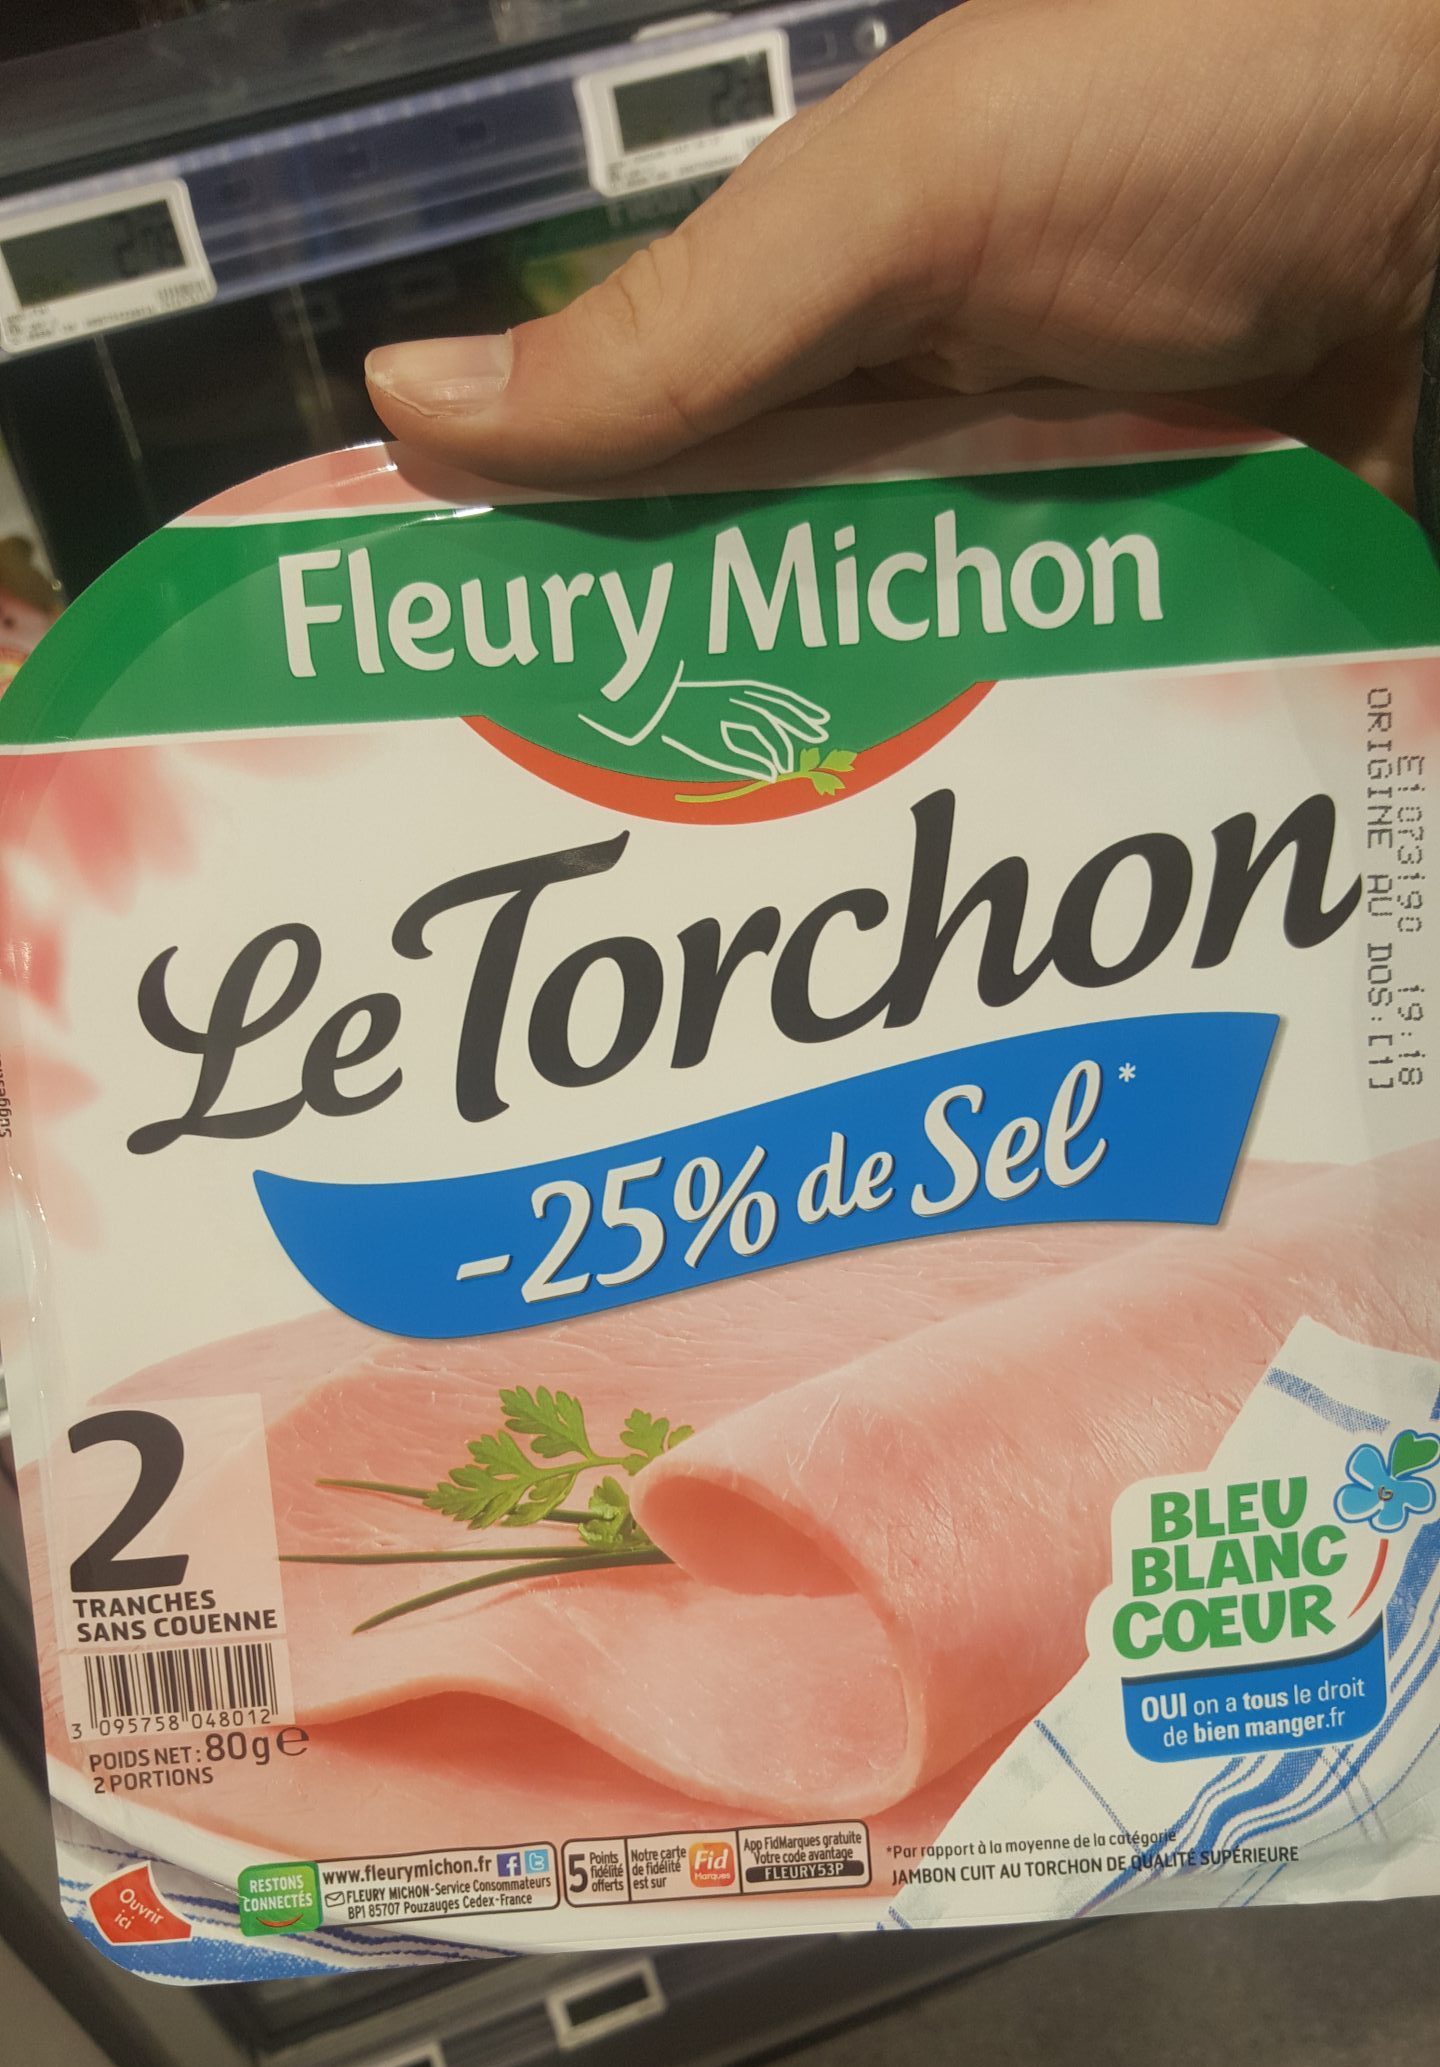 Fleury Michon
Le Torchon
-25% de Sel*
ORIGINE AU DOS: [1]
2
TRANCHES
SANS COUENNE
3 095758 048012
POIDS NET: 80g e
2 PORTIONS
BLEU
BLANC
COEUR
OUI on a tous le droit
de bien manger.fr
Ouvrir
ici
RESTONS
CONNECTÉS
www.fleurymichon.fr
FLEURY MICHON-Service Consommateurs
BP1 85707 Pouzauges Cedex-France
5 Points
fidélité
offerts
Notre carte
de fidélité
est sur
Fid
Marques
App FidMarques gratuite
Votre code avantage
FLEURY53P
*Par rapport à la moyenne de la catégorie
JAMBON CUIT AU TORCHON DE QUALITÉ SUPÉRIEURE